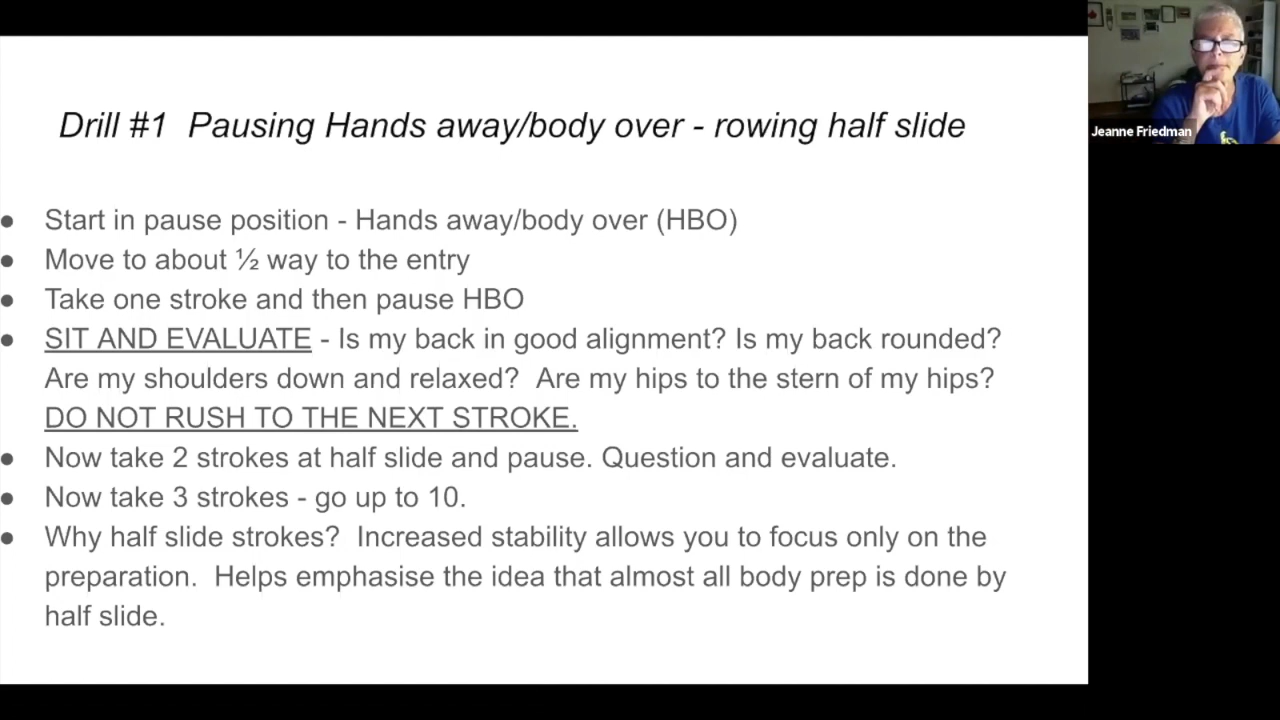 Drill #1  Pausing Hands away/body over - rowing half slide
Jeanne Friedman
● Start in pause position - Hands away/body over (HBO)
● Move to about ½ way to the entry
● Take one stroke and then pause HBO
● SIT AND EVALUATE - Is my back in good alignment? Is my back rounded?
Are my shoulders down and relaxed?  Are my hips to the stern of my hips?
DO NOT RUSH TO THE NEXT STROKE.
● Now take 2 strokes at half slide and pause. Question and evaluate.
● Now take 3 strokes - go up to 10.
● Why half slide strokes?  Increased stability allows you to focus only on the
preparation.  Helps emphasise the idea that almost all body prep is done by
half slide.